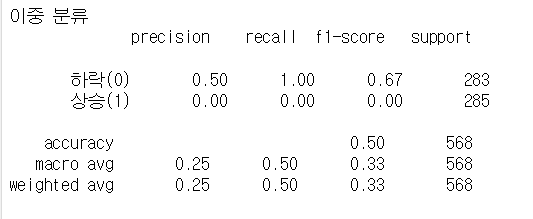 이중 분류
precision recall f1-score support
하락(0) 0.50 1.00 0.67 283
상승(1) 0.00 0.00 0.00 285
accuracy 0.50 568
macro avg 0.25 0.50 0.33 568
weighted avg 0.25 0.50 0.33 568